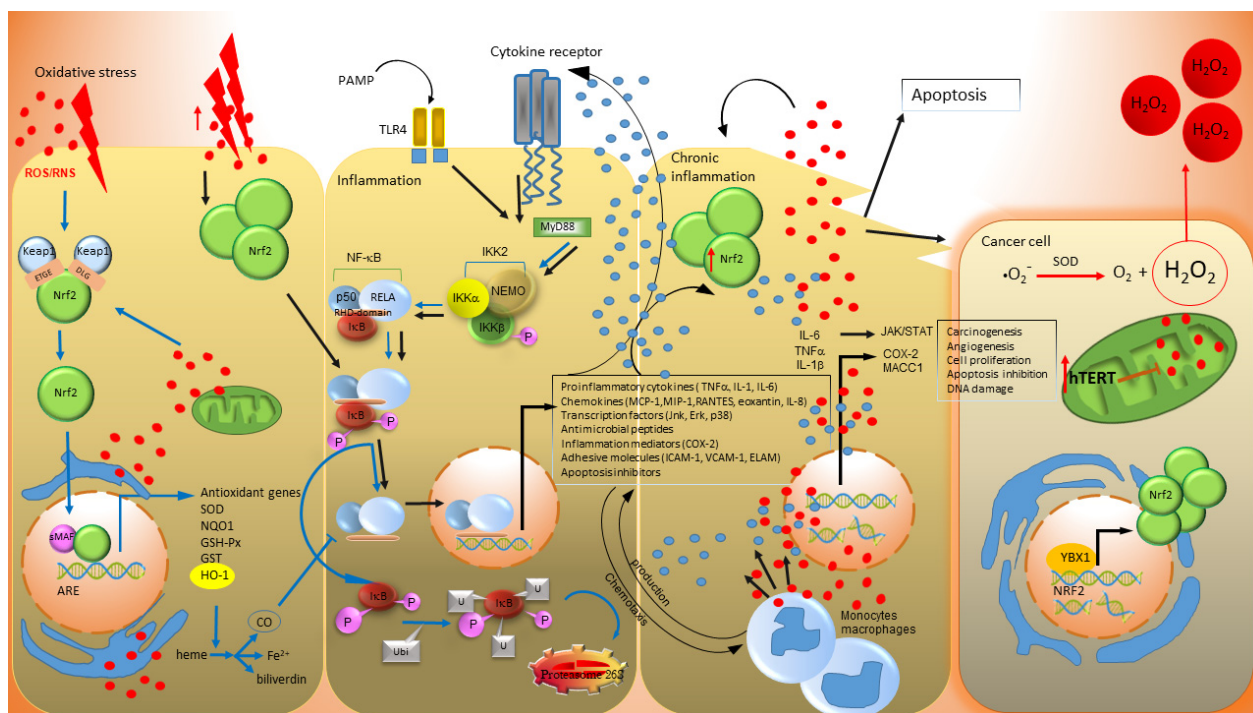 Oxidative stress
ROS/RNS
Keap1
Keap1
ETGE
DLG
Nrf2
Nrf2
Nrf2
sMAF
ARE
Antioxidant genes
SOD
NQO1
GSH-Px
GST
HO-1
heme
CO
Fe²⁺
biliverdin
PAMP
TLR4
Cytokine receptor
Inflammation
MyD88
NF-κB
IKK2
p50
RELA
RHD-domain
IκB
IKKα
NEMO
IKKβ
P
IκB
P
P
IκB
P
P
Ubi
U
U
U
IκB
P
P
Proteasome 26S
Proinflammatory cytokines ( TNFα, IL-1, IL-6)
Chemokines (MCP-1,MIP-1,RANTES, eoxantin, IL-8)
Transcription factors (Jnk, Erk, p38)
Antimicrobial peptides
Inflammation mediators (COX-2)
Adhesive molecules (ICAM-1, VCAM-1, ELAM)
Apoptosis inhibitors
production
Chemotaxis
Chronic
inflammation
Nrf2
IL-6
TNFα
IL-1β
JAK/STAT
COX-2
MACC1
Monocytes
macrophages
Apoptosis
Carcinogenesis
Angiogenesis
Cell proliferation
Apoptosis inhibition
DNA damage
H₂O₂
H₂O₂
H₂O₂
Cancer cell
•O₂⁻
SOD
O₂ +
H₂O₂
hTERT
Nrf2
YBX1
NRF2